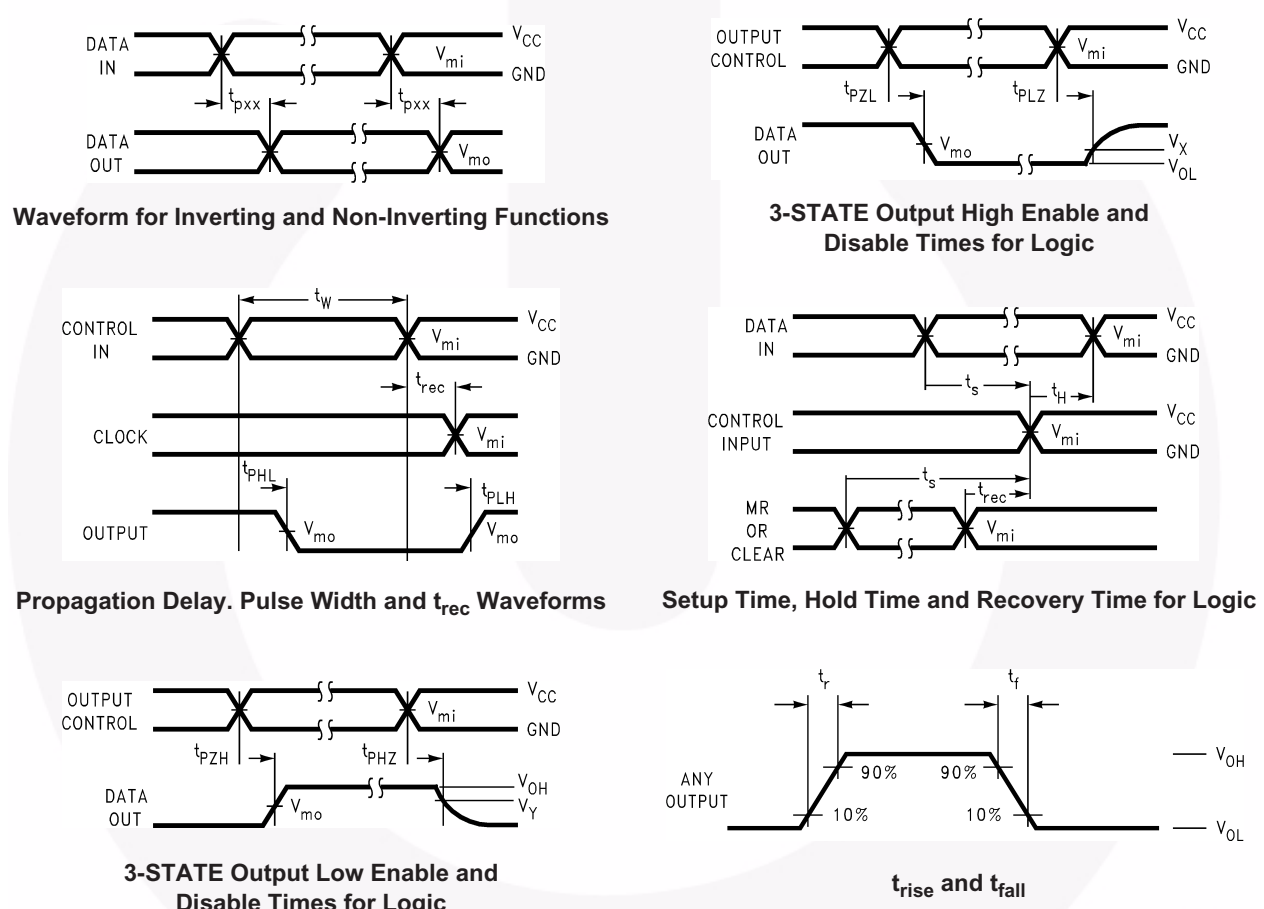 DATA
IN
V_CC
V_mi
GND
t_pxx
t_pxx
DATA
OUT
V_mo
Waveform for Inverting and Non-Inverting Functions
OUTPUT
CONTROL
V_CC
V_mi
GND
t_PZL
t_PLZ
DATA
OUT
V_mo
V_X
V_OL
3-STATE Output High Enable and
Disable Times for Logic
t_W
CONTROL
IN
V_CC
V_mi
GND
t_rec
CLOCK
V_mi
t_PHL
t_PLH
OUTPUT
V_mo
V_mo
Propagation Delay. Pulse Width and t_rec Waveforms
DATA
IN
V_CC
V_mi
GND
t_s
t_H
CONTROL
INPUT
V_CC
V_mi
GND
t_s
t_rec
MR
OR
CLEAR
V_mi
Setup Time, Hold Time and Recovery Time for Logic
OUTPUT
CONTROL
V_CC
V_mi
GND
t_PZH
t_PHZ
DATA
OUT
V_mo
V_OH
V_Y
3-STATE Output Low Enable and
Disable Times for Logic
t_r
t_f
ANY
OUTPUT
90%
90%
10%
10%
V_OH
V_OL
t_rise and t_fall